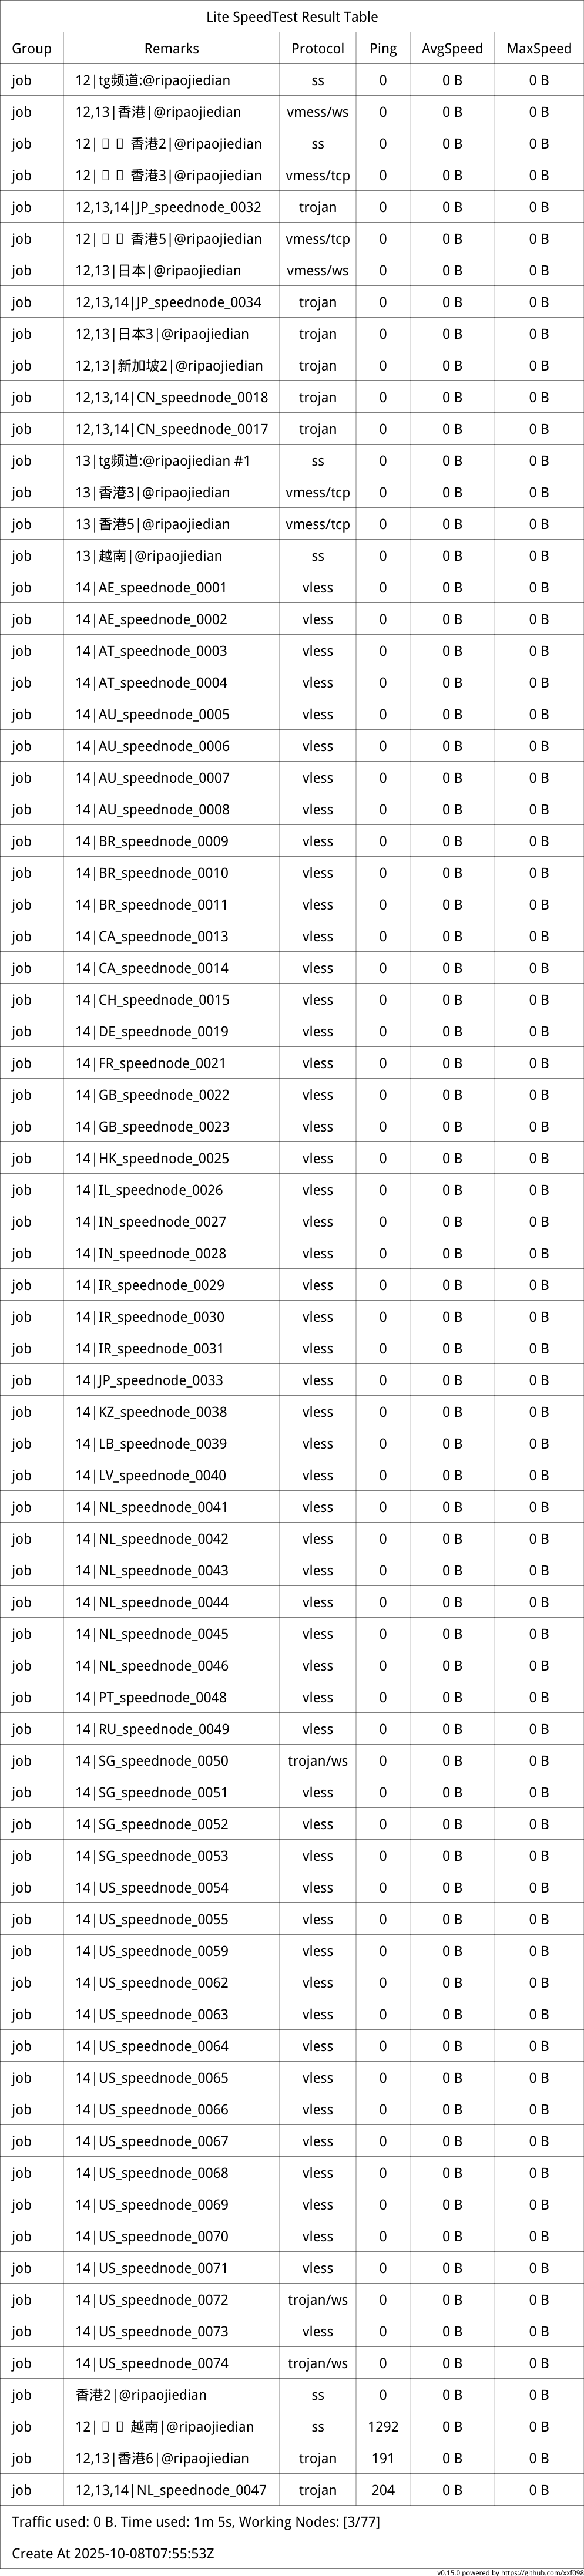 Lite SpeedTest Result Table
Group Remarks Protocol Ping AvgSpeed MaxSpeed
job 12|tg频道:@ripaojiedian ss 0 0 B 0 B
job 12,13|香港|@ripaojiedian vmess/ws 0 0 B 0 B
job 12| 香港2|@ripaojiedian ss 0 0 B 0 B
job 12| 香港3|@ripaojiedian vmess/tcp 0 0 B 0 B
job 12,13,14|JP_speednode_0032 trojan 0 0 B 0 B
job 12| 香港5|@ripaojiedian vmess/tcp 0 0 B 0 B
job 12,13|日本|@ripaojiedian vmess/ws 0 0 B 0 B
job 12,13,14|JP_speednode_0034 trojan 0 0 B 0 B
job 12,13|日本3|@ripaojiedian trojan 0 0 B 0 B
job 12,13|新加坡2|@ripaojiedian trojan 0 0 B 0 B
job 12,13,14|CN_speednode_0018 trojan 0 0 B 0 B
job 12,13,14|CN_speednode_0017 trojan 0 0 B 0 B
job 13|tg频道:@ripaojiedian #1 ss 0 0 B 0 B
job 13|香港3|@ripaojiedian vmess/tcp 0 0 B 0 B
job 13|香港5|@ripaojiedian vmess/tcp 0 0 B 0 B
job 13|越南|@ripaojiedian ss 0 0 B 0 B
job 14|AE_speednode_0001 vless 0 0 B 0 B
job 14|AE_speednode_0002 vless 0 0 B 0 B
job 14|AT_speednode_0003 vless 0 0 B 0 B
job 14|AT_speednode_0004 vless 0 0 B 0 B
job 14|AU_speednode_0005 vless 0 0 B 0 B
job 14|AU_speednode_0006 vless 0 0 B 0 B
job 14|AU_speednode_0007 vless 0 0 B 0 B
job 14|AU_speednode_0008 vless 0 0 B 0 B
job 14|BR_speednode_0009 vless 0 0 B 0 B
job 14|BR_speednode_0010 vless 0 0 B 0 B
job 14|BR_speednode_0011 vless 0 0 B 0 B
job 14|CA_speednode_0013 vless 0 0 B 0 B
job 14|CA_speednode_0014 vless 0 0 B 0 B
job 14|CH_speednode_0015 vless 0 0 B 0 B
job 14|DE_speednode_0019 vless 0 0 B 0 B
job 14|FR_speednode_0021 vless 0 0 B 0 B
job 14|GB_speednode_0022 vless 0 0 B 0 B
job 14|GB_speednode_0023 vless 0 0 B 0 B
job 14|HK_speednode_0025 vless 0 0 B 0 B
job 14|IL_speednode_0026 vless 0 0 B 0 B
job 14|IN_speednode_0027 vless 0 0 B 0 B
job 14|IN_speednode_0028 vless 0 0 B 0 B
job 14|IR_speednode_0029 vless 0 0 B 0 B
job 14|IR_speednode_0030 vless 0 0 B 0 B
job 14|IR_speednode_0031 vless 0 0 B 0 B
job 14|JP_speednode_0033 vless 0 0 B 0 B
job 14|KZ_speednode_0038 vless 0 0 B 0 B
job 14|LB_speednode_0039 vless 0 0 B 0 B
job 14|LV_speednode_0040 vless 0 0 B 0 B
job 14|NL_speednode_0041 vless 0 0 B 0 B
job 14|NL_speednode_0042 vless 0 0 B 0 B
job 14|NL_speednode_0043 vless 0 0 B 0 B
job 14|NL_speednode_0044 vless 0 0 B 0 B
job 14|NL_speednode_0045 vless 0 0 B 0 B
job 14|NL_speednode_0046 vless 0 0 B 0 B
job 14|PT_speednode_0048 vless 0 0 B 0 B
job 14|RU_speednode_0049 vless 0 0 B 0 B
job 14|SG_speednode_0050 trojan/ws 0 0 B 0 B
job 14|SG_speednode_0051 vless 0 0 B 0 B
job 14|SG_speednode_0052 vless 0 0 B 0 B
job 14|SG_speednode_0053 vless 0 0 B 0 B
job 14|US_speednode_0054 vless 0 0 B 0 B
job 14|US_speednode_0055 vless 0 0 B 0 B
job 14|US_speednode_0059 vless 0 0 B 0 B
job 14|US_speednode_0062 vless 0 0 B 0 B
job 14|US_speednode_0063 vless 0 0 B 0 B
job 14|US_speednode_0064 vless 0 0 B 0 B
job 14|US_speednode_0065 vless 0 0 B 0 B
job 14|US_speednode_0066 vless 0 0 B 0 B
job 14|US_speednode_0067 vless 0 0 B 0 B
job 14|US_speednode_0068 vless 0 0 B 0 B
job 14|US_speednode_0069 vless 0 0 B 0 B
job 14|US_speednode_0070 vless 0 0 B 0 B
job 14|US_speednode_0071 vless 0 0 B 0 B
job 14|US_speednode_0072 trojan/ws 0 0 B 0 B
job 14|US_speednode_0073 vless 0 0 B 0 B
job 14|US_speednode_0074 trojan/ws 0 0 B 0 B
job 香港2|@ripaojiedian ss 0 0 B 0 B
job 12| 越南|@ripaojiedian ss 1292 0 B 0 B
job 12,13|香港6|@ripaojiedian trojan 191 0 B 0 B
job 12,13,14|NL_speednode_0047 trojan 204 0 B 0 B
Traffic used: 0 B. Time used: 1m 5s, Working Nodes: [3/77]
Create At 2025-10-08T07:55:53Z
v0.15.0 powered by https://github.com/xxf098